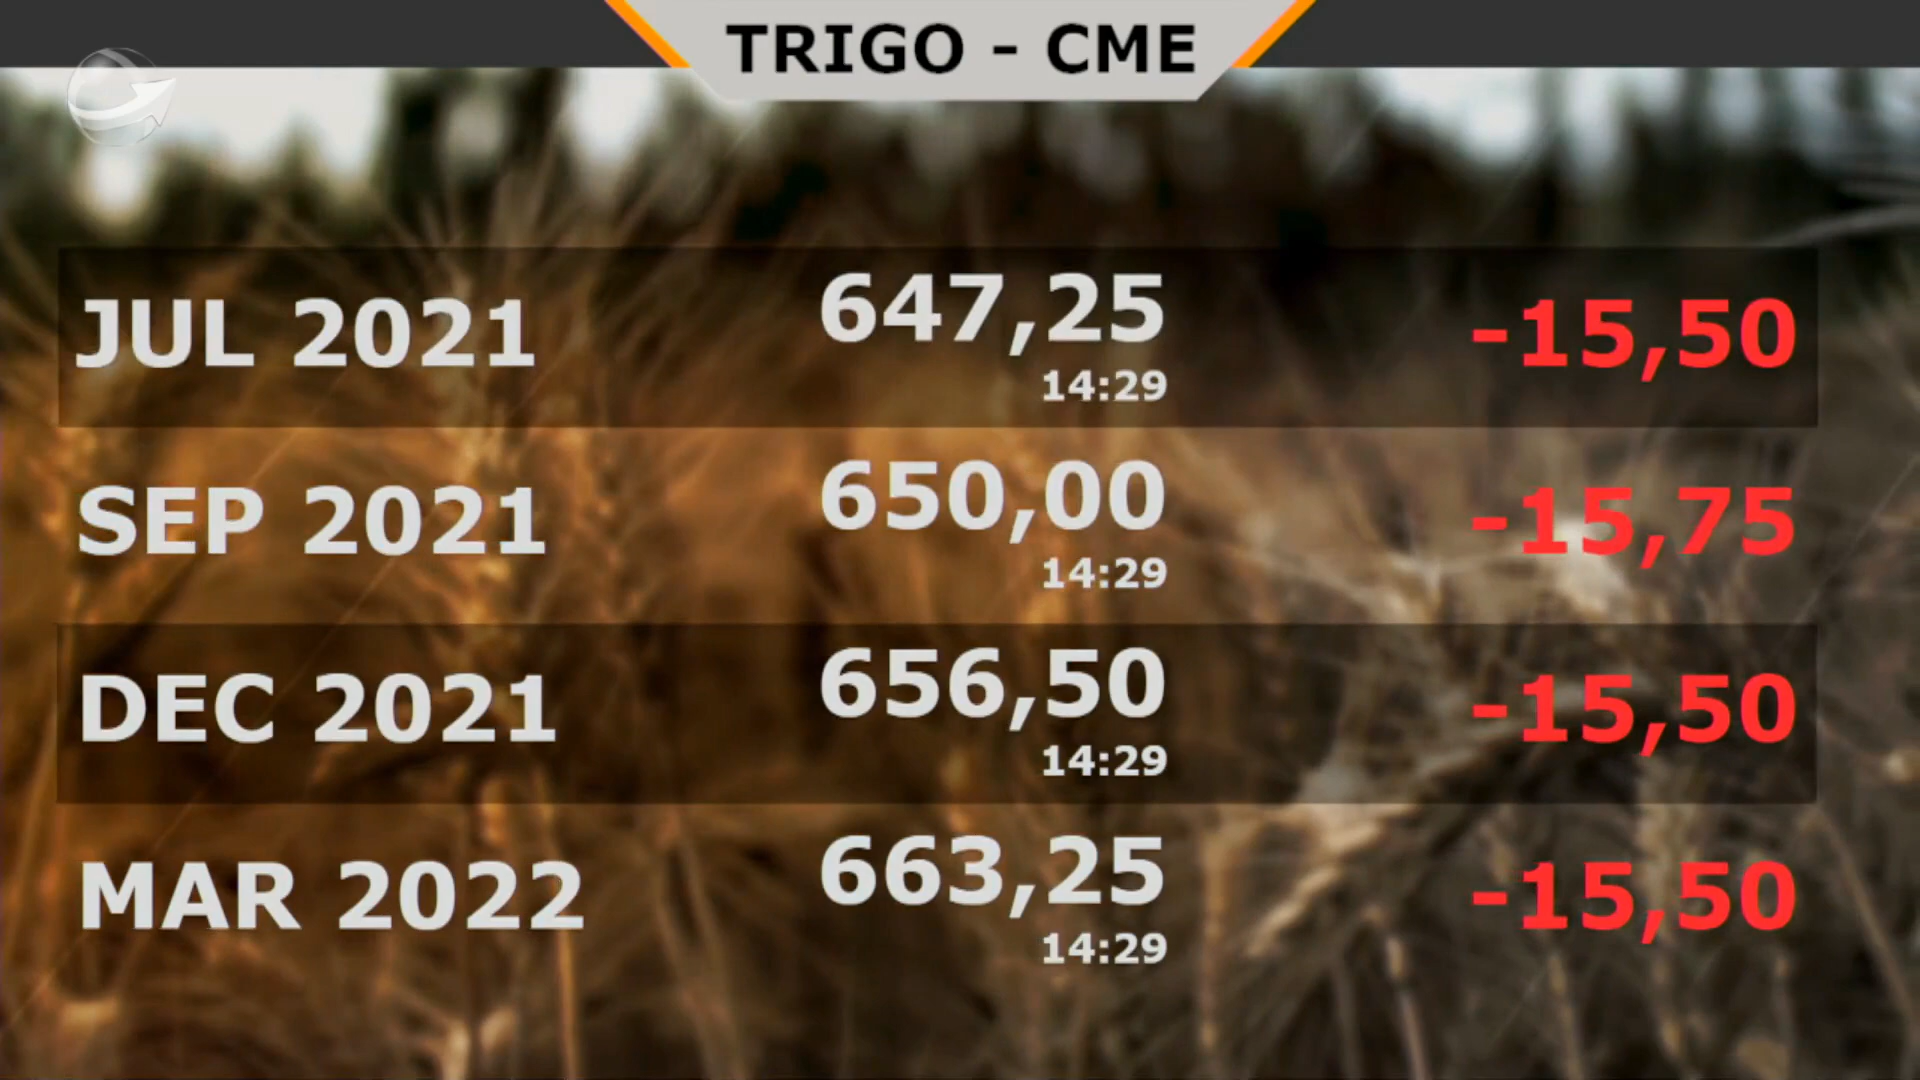 TRIGO - CME
JUL 2021 647,25 -15,50
14:29
SEP 2021 650,00 -15,75
14:29
DEC 2021 656,50 -15,50
14:29
MAR 2022 663,25 -15,50
14:29